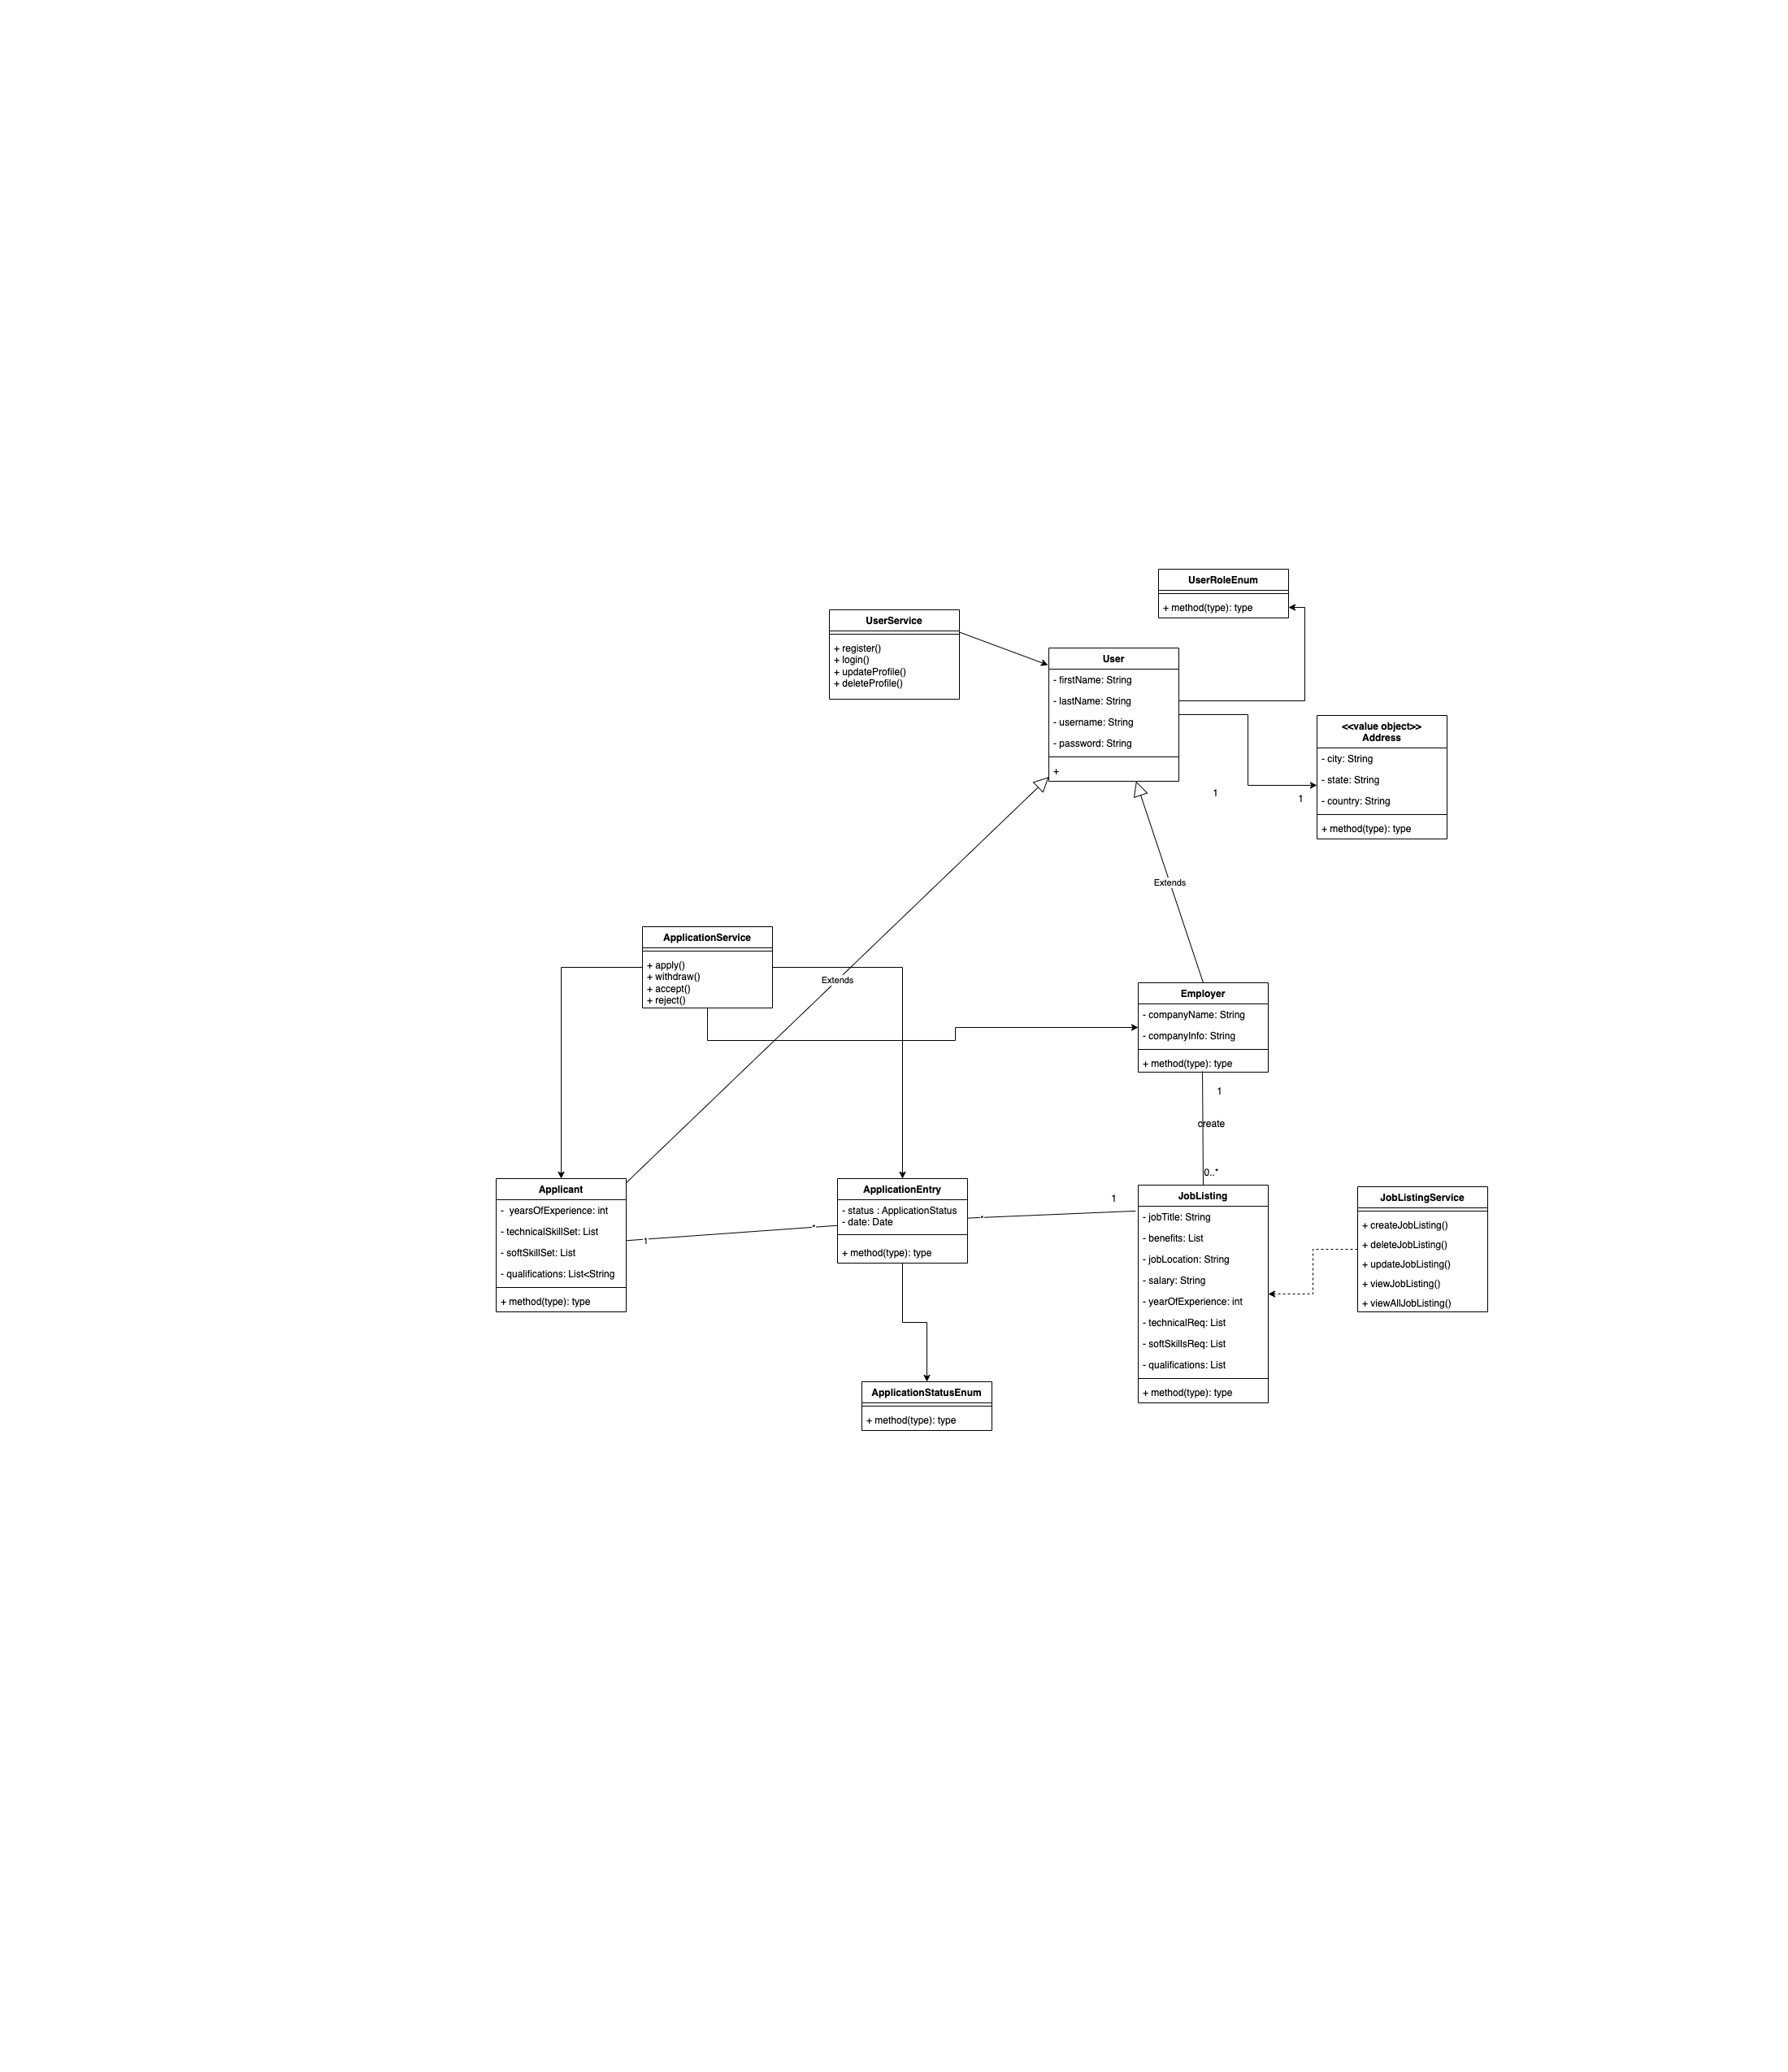 UserRoleEnum
+ method(type): type
UserService
+ register()
+ login()
+ updateProfile()
+ deleteProfile()
User
- firstName: String
- lastName: String
- username: String
- password: String
+
<<value object>>
Address
- city: String
- state: String
- country: String
+ method(type): type
1
1
Extends
ApplicationService
+ apply()
+ withdraw()
+ accept()
+ reject()
Extends
Employer
- companyName: String
- companyInfo: String
+ method(type): type
1
create
0..*
Applicant
- yearsOfExperience: int
- technicalSkillSet: List
- softSkillSet: List
- qualifications: List<String
+ method(type): type
1
*
ApplicationEntry
- status : ApplicationStatus
- date: Date
+ method(type): type
*
1
JobListing
- jobTitle: String
- benefits: List
- jobLocation: String
- salary: String
- yearOfExperience: int
- technicalReq: List
- softSkillsReq: List
- qualifications: List
+ method(type): type
JobListingService
+ createJobListing()
+ deleteJobListing()
+ updateJobListing()
+ viewJobListing()
+ viewAllJobListing()
ApplicationStatusEnum
+ method(type): type